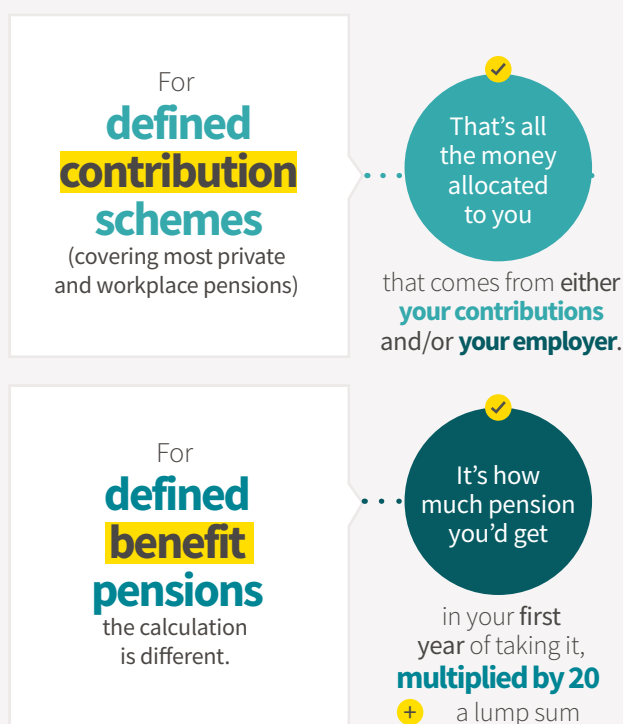 For
defined
contribution
schemes
(covering most private
and workplace pensions)
That's all
the money
allocated
to you
that comes from either
your contributions
and/or your employer.
For
defined
benefit
pensions
the calculation
is different.
It's how
much pension
you'd get
in your first
year of taking it,
multiplied by 20
+ a lump sum